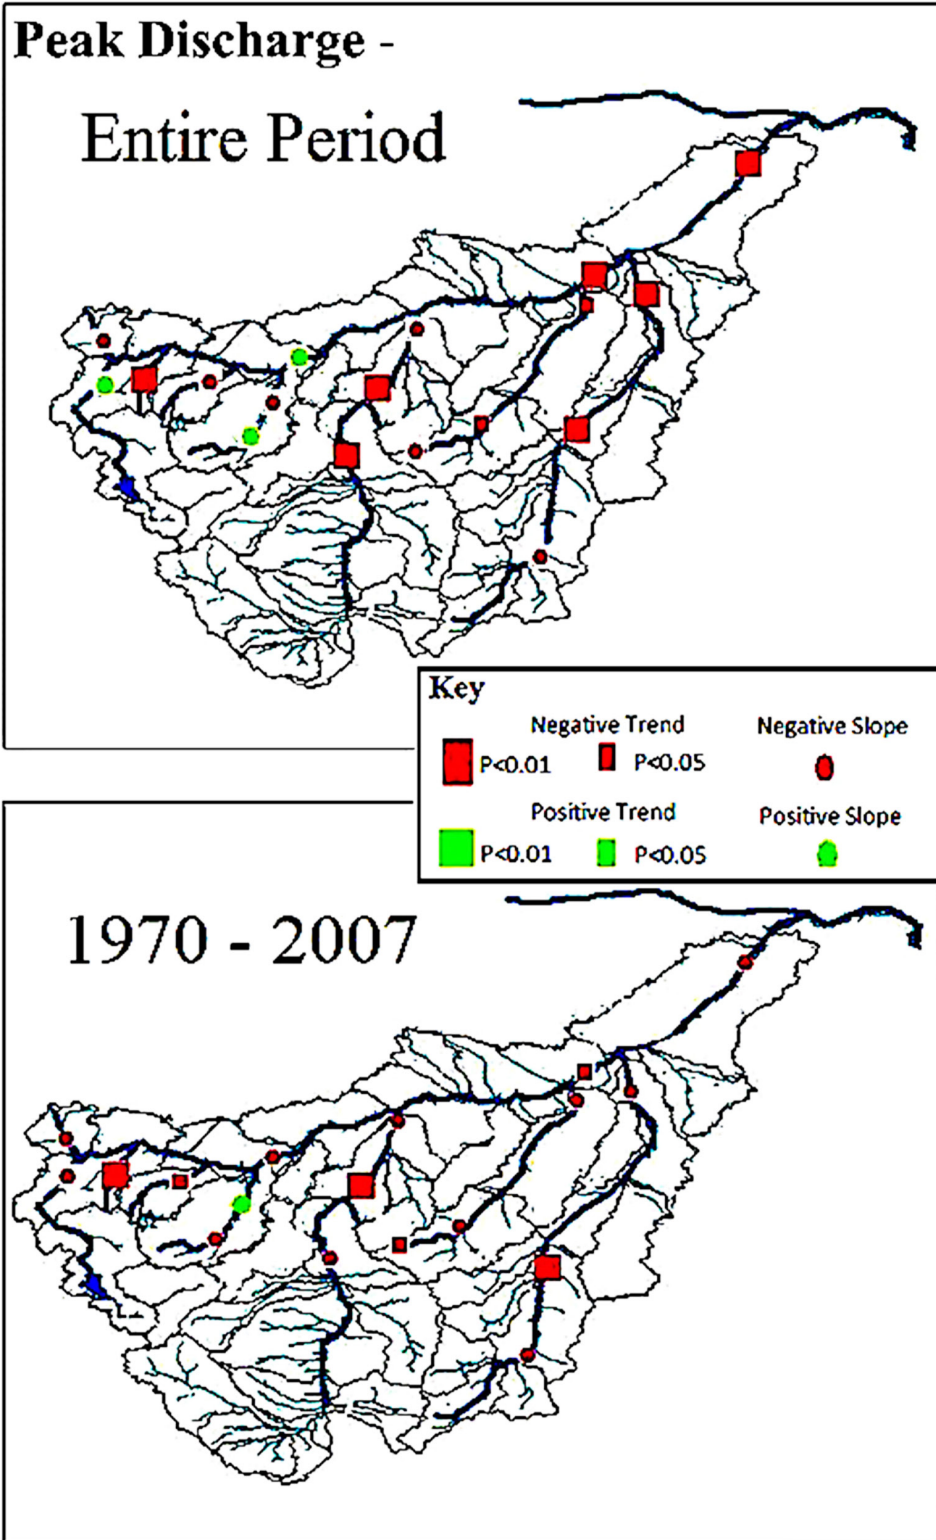 Peak Discharge -
Entire Period
Key
Negative Trend
Negative Slope
P<0.01
P<0.05
Positive Trend
Positive Slope
P<0.01
P<0.05
1970 - 2007